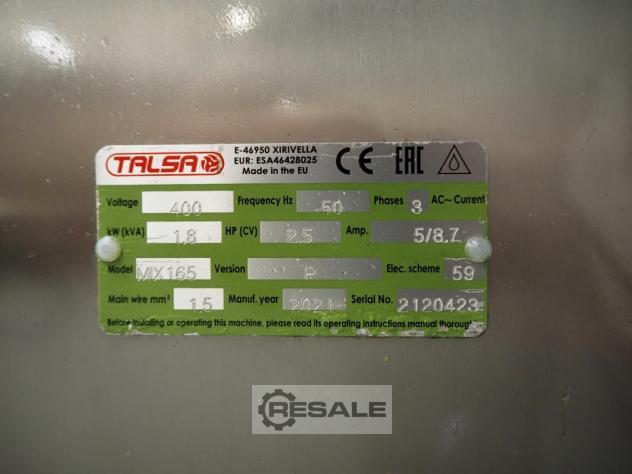 TALSA
E-46950 XIRIVELLA
EUR: ESA46428025
Made in the EU
CE EAC
Voltage 400 Frequency Hz 50 Phases 3 AC~ Current
kW (kVA) 1.8 HP (CV) 2.5 Amp. 5/8.7
Model MIX165 Version P Elec. scheme 59
Main wire mm² 1.5 Manuf. year 2021 Serial No. 2120423
Before installing or operating this machine, please read its operating instructions manual thoroughly
RESALE